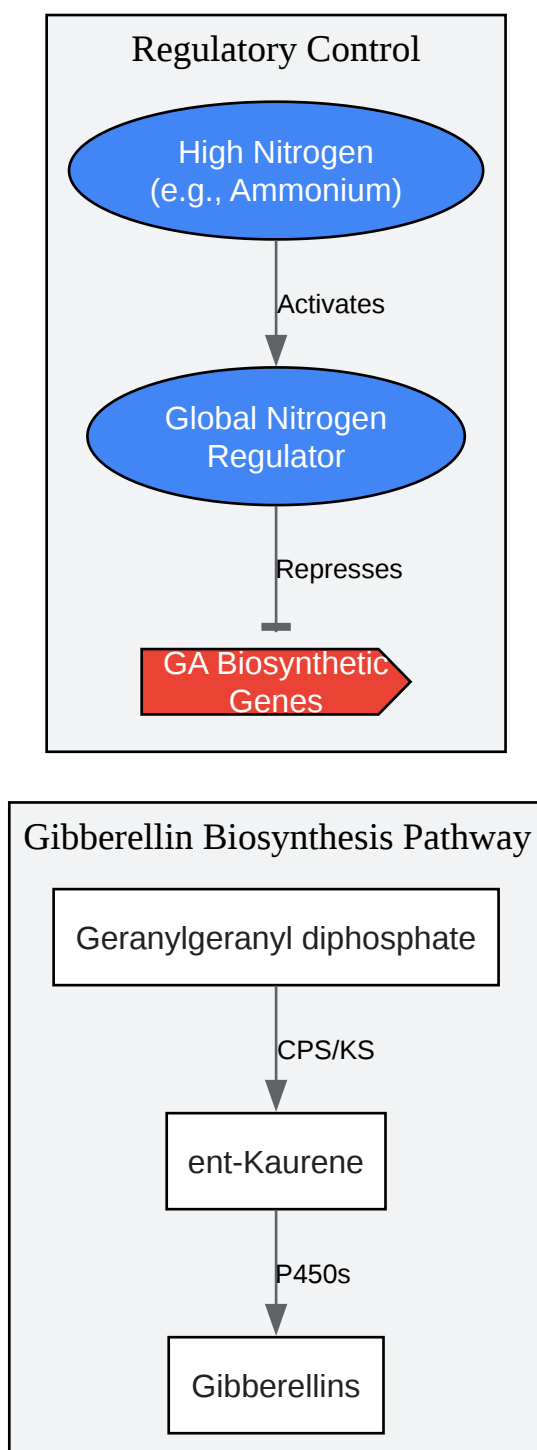 Regulatory Control
High Nitrogen
(e.g., Ammonium)
Activates
Global Nitrogen
Regulator
Represses
GA Biosynthetic
Genes
Gibberellin Biosynthesis Pathway
Geranylgeranyl diphosphate
CPS/KS
ent-Kaurene
P450s
Gibberellins